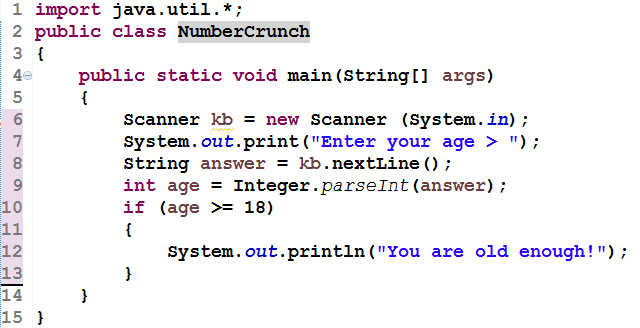 1 import java.util.*;
2 public class NumberCrunch
3 {
4 public static void main(String[] args)
5 {
6 Scanner kb = new Scanner (System.in);
7 System.out.print("Enter your age > ");
8 String answer = kb.nextLine();
9 int age = Integer.parseInt(answer);
10 if (age >= 18)
11 {
12 System.out.println("You are old enough!");
13 }
14 }
15 }